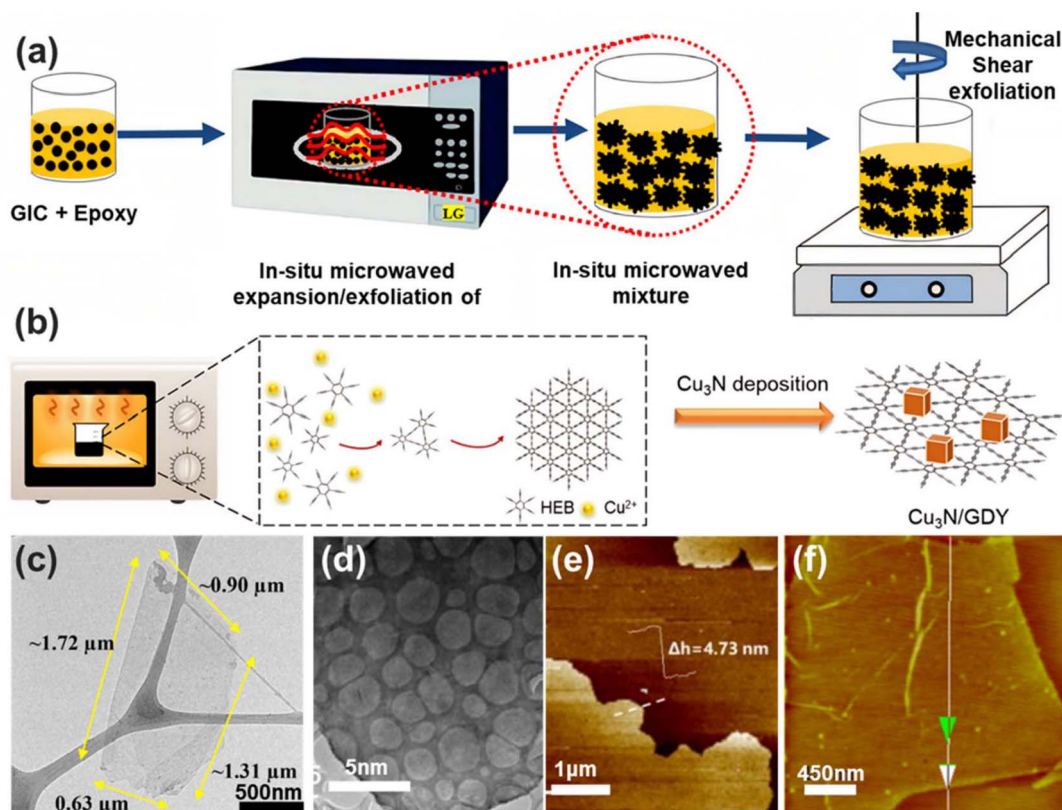 (a)
Mechanical
Shear
exfoliation
GIC + Epoxy
LG
In-situ microwaved
expansion/exfoliation of
In-situ microwaved
mixture
(b)
HEB
Cu²⁺
Cu₃N deposition
Cu₃N/GDY
(c)
~0.90 µm
~1.72 µm
~1.31 µm
0.63 µm
500nm
(d)
5nm
(e)
Δh=4.73 nm
1µm
(f)
450nm